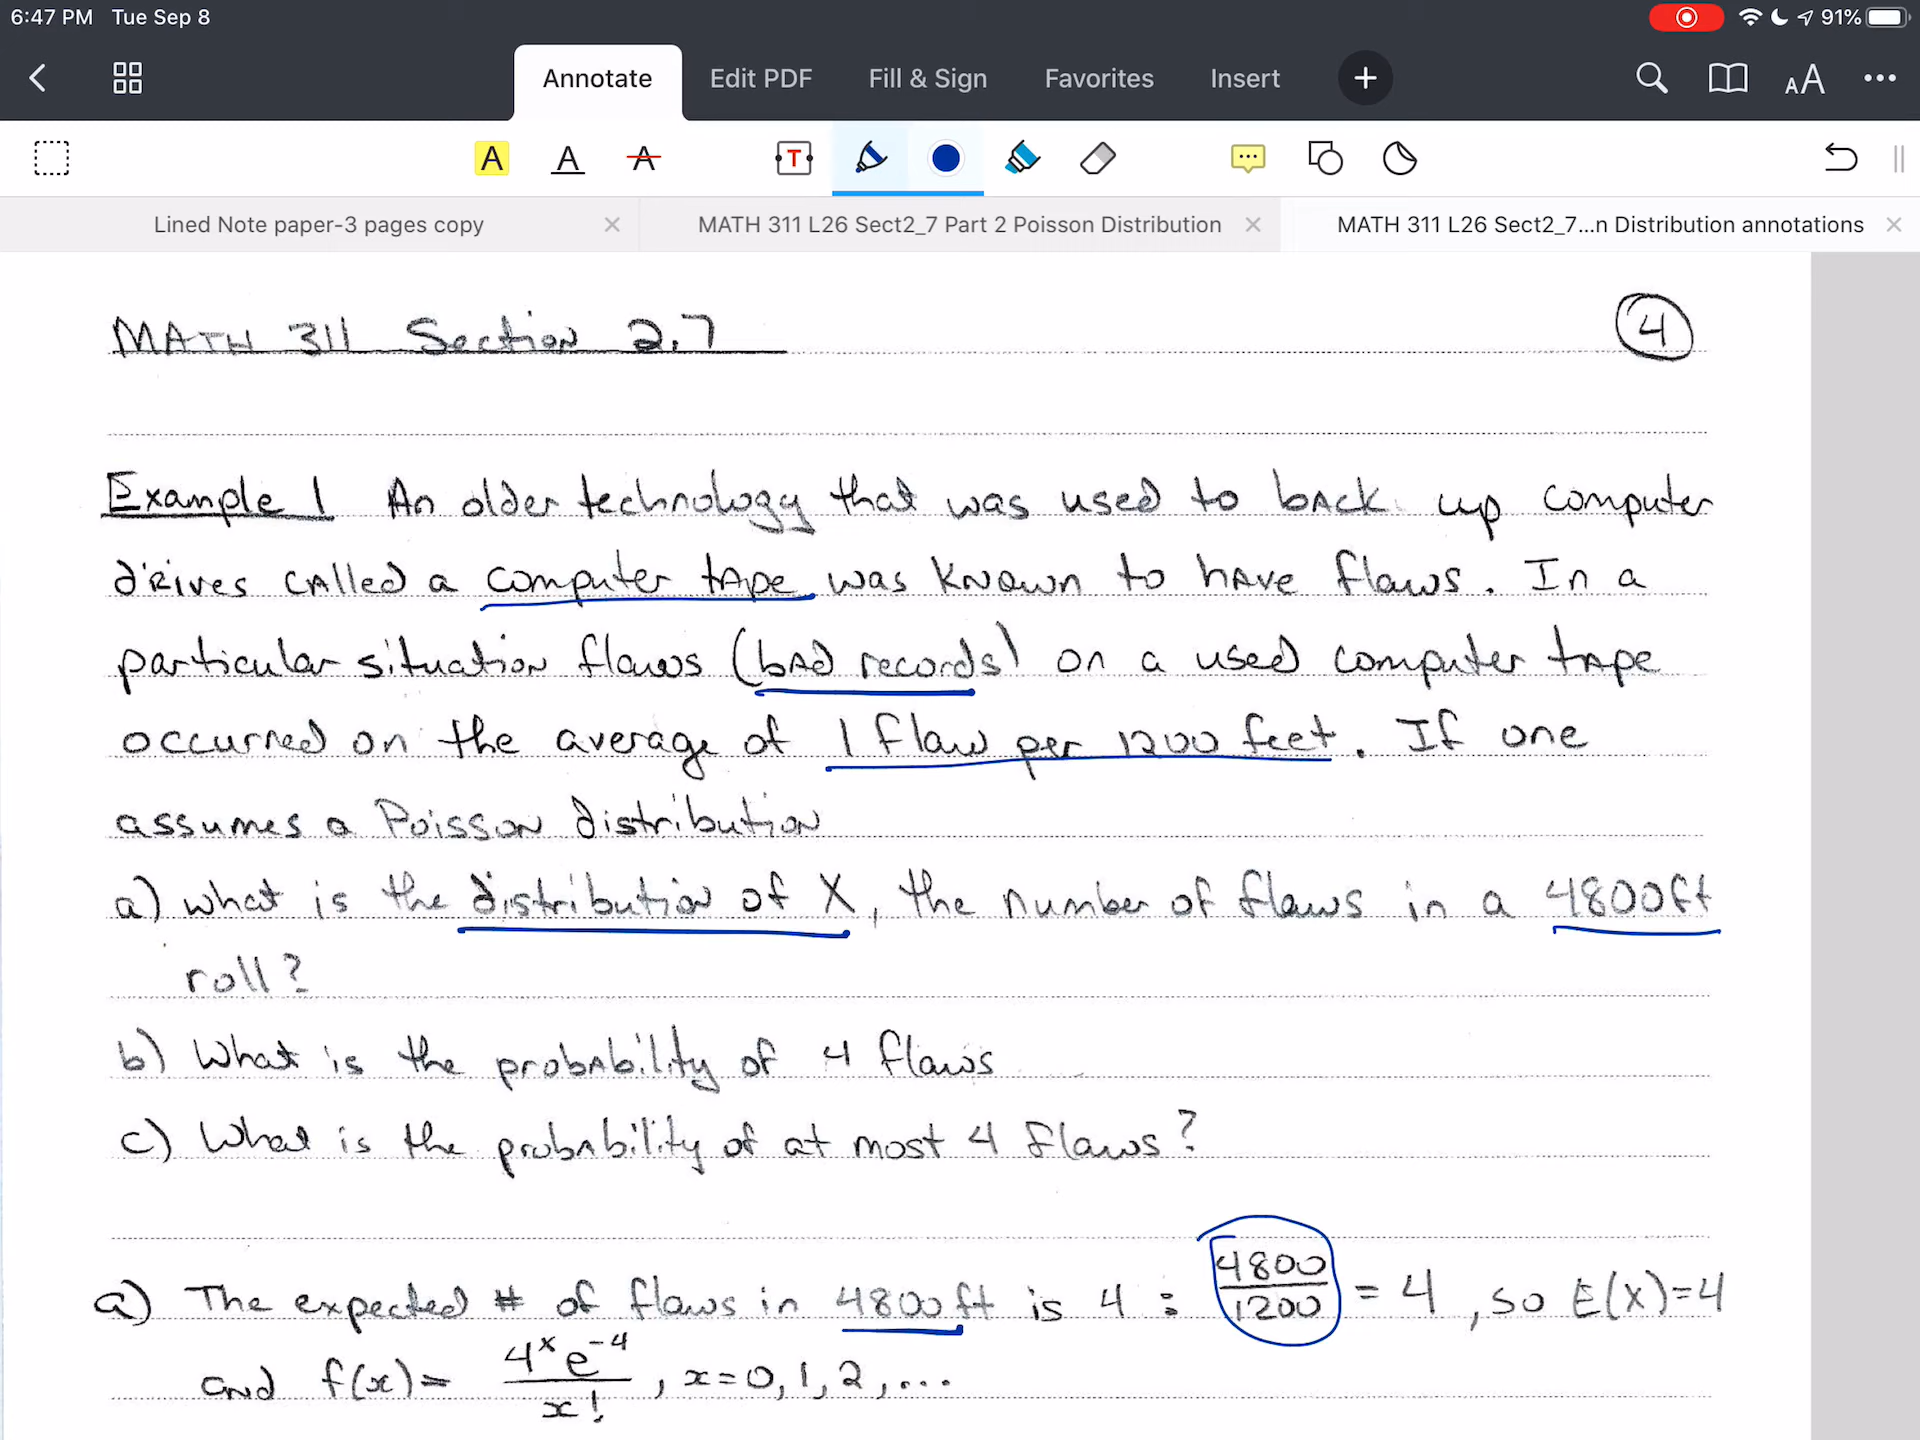 6:47 PM Tue Sep 8 91%
Annotate Edit PDF Fill & Sign Favorites Insert
Lined Note paper-3 pages copy MATH 311 L26 Sect2_7 Part 2 Poisson Distribution MATH 311 L26 Sect2_7...n Distribution annotations
MATH 311 Section 2.7 4
Example 1 An older technology that was used to back up computer
drives called a computer tape was known to have flaws. In a
particular situation flaws (bad records) on a used computer tape
occurred on the average of 1 flaw per 1200 feet. If one
assumes a Poisson distribution
a) what is the distribution of X, the number of flaws in a 4800ft
roll?
b) What is the probability of 4 flaws
c) What is the probability of at most 4 flaws?
a) The expected # of flaws in 4800 ft is 4 : 4800/1200 = 4, so E(X)=4
and f(x)= 4^x e^-4 / x! , x=0,1,2,...